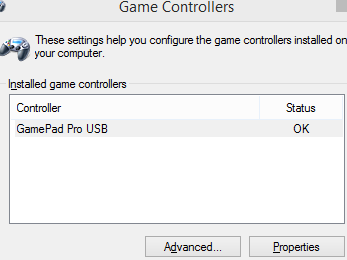 Game Controllers
These settings help you configure the game controllers installed on
your computer.
Installed game controllers
Controller Status
GamePad Pro USB OK
Advanced... Properties